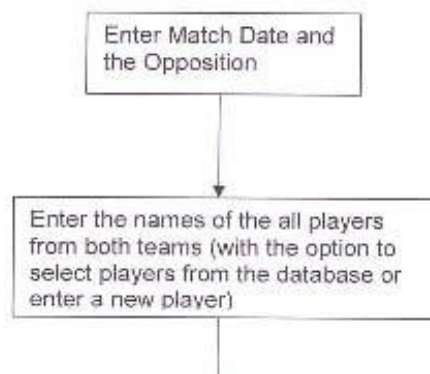 Enter Match Date and
the Opposition
Enter the names of the all players
from both teams (with the option to
select players from the database or
enter a new player)